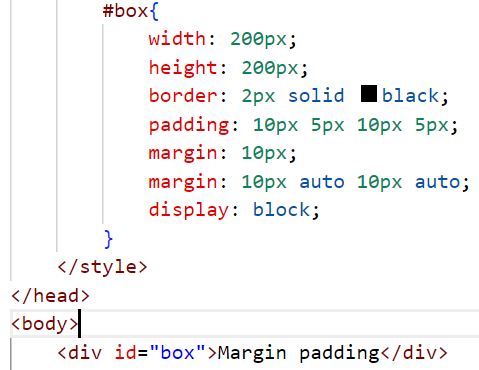 #box{
width: 200px;
height: 200px;
border: 2px solid black;
padding: 10px 5px 10px 5px;
margin: 10px;
margin: 10px auto 10px auto;
display: block;
}
</style>
</head>
<body>
<div id="box">Margin padding</div>